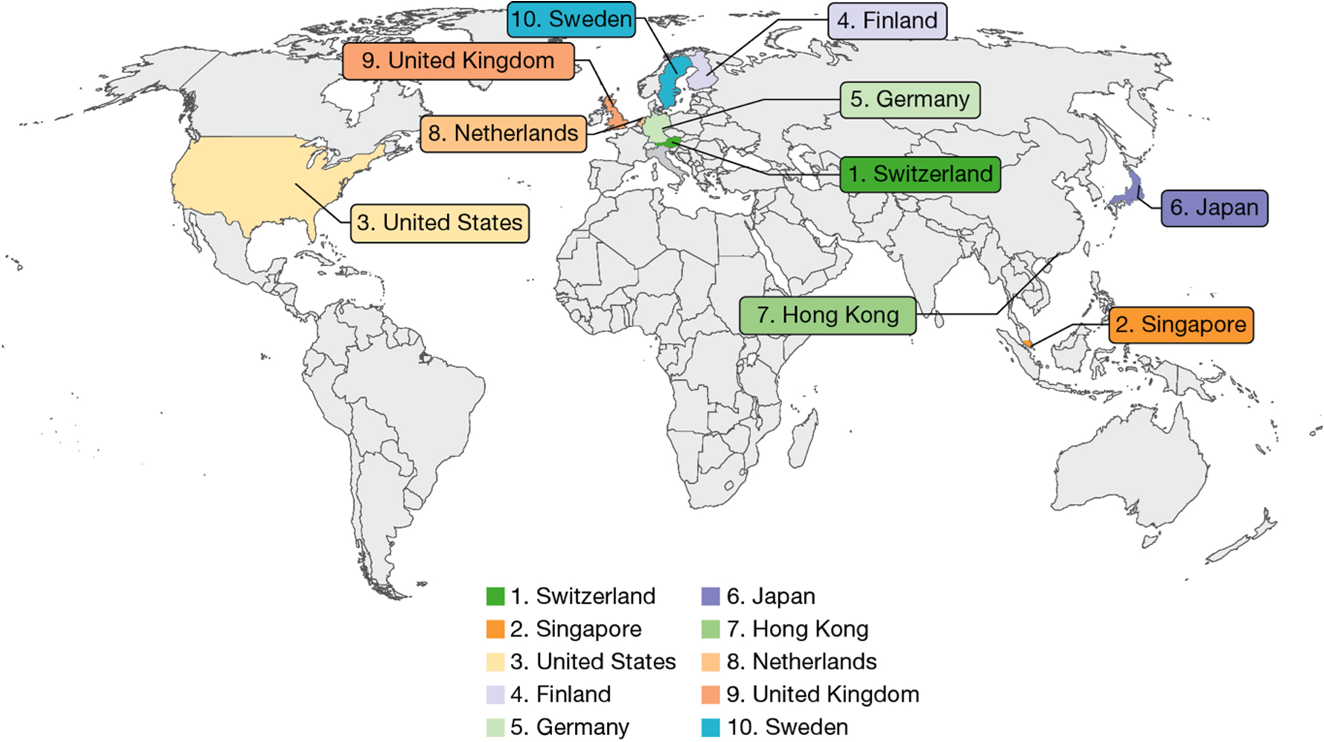 10. Sweden
4. Finland
9. United Kingdom
5. Germany
8. Netherlands
1. Switzerland
3. United States
6. Japan
7. Hong Kong
2. Singapore
1. Switzerland
2. Singapore
3. United States
4. Finland
5. Germany
6. Japan
7. Hong Kong
8. Netherlands
9. United Kingdom
10. Sweden